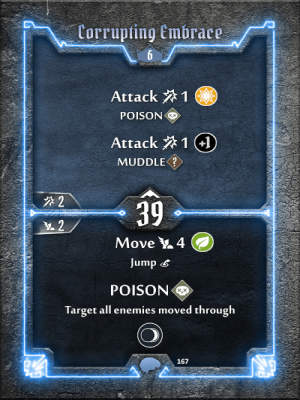 Corrupting Embrace
6
Attack 1
POISON
Attack 1 +1
MUDDLE ?
2
39
2
Move 4
Jump
POISON
Target all enemies moved through
167